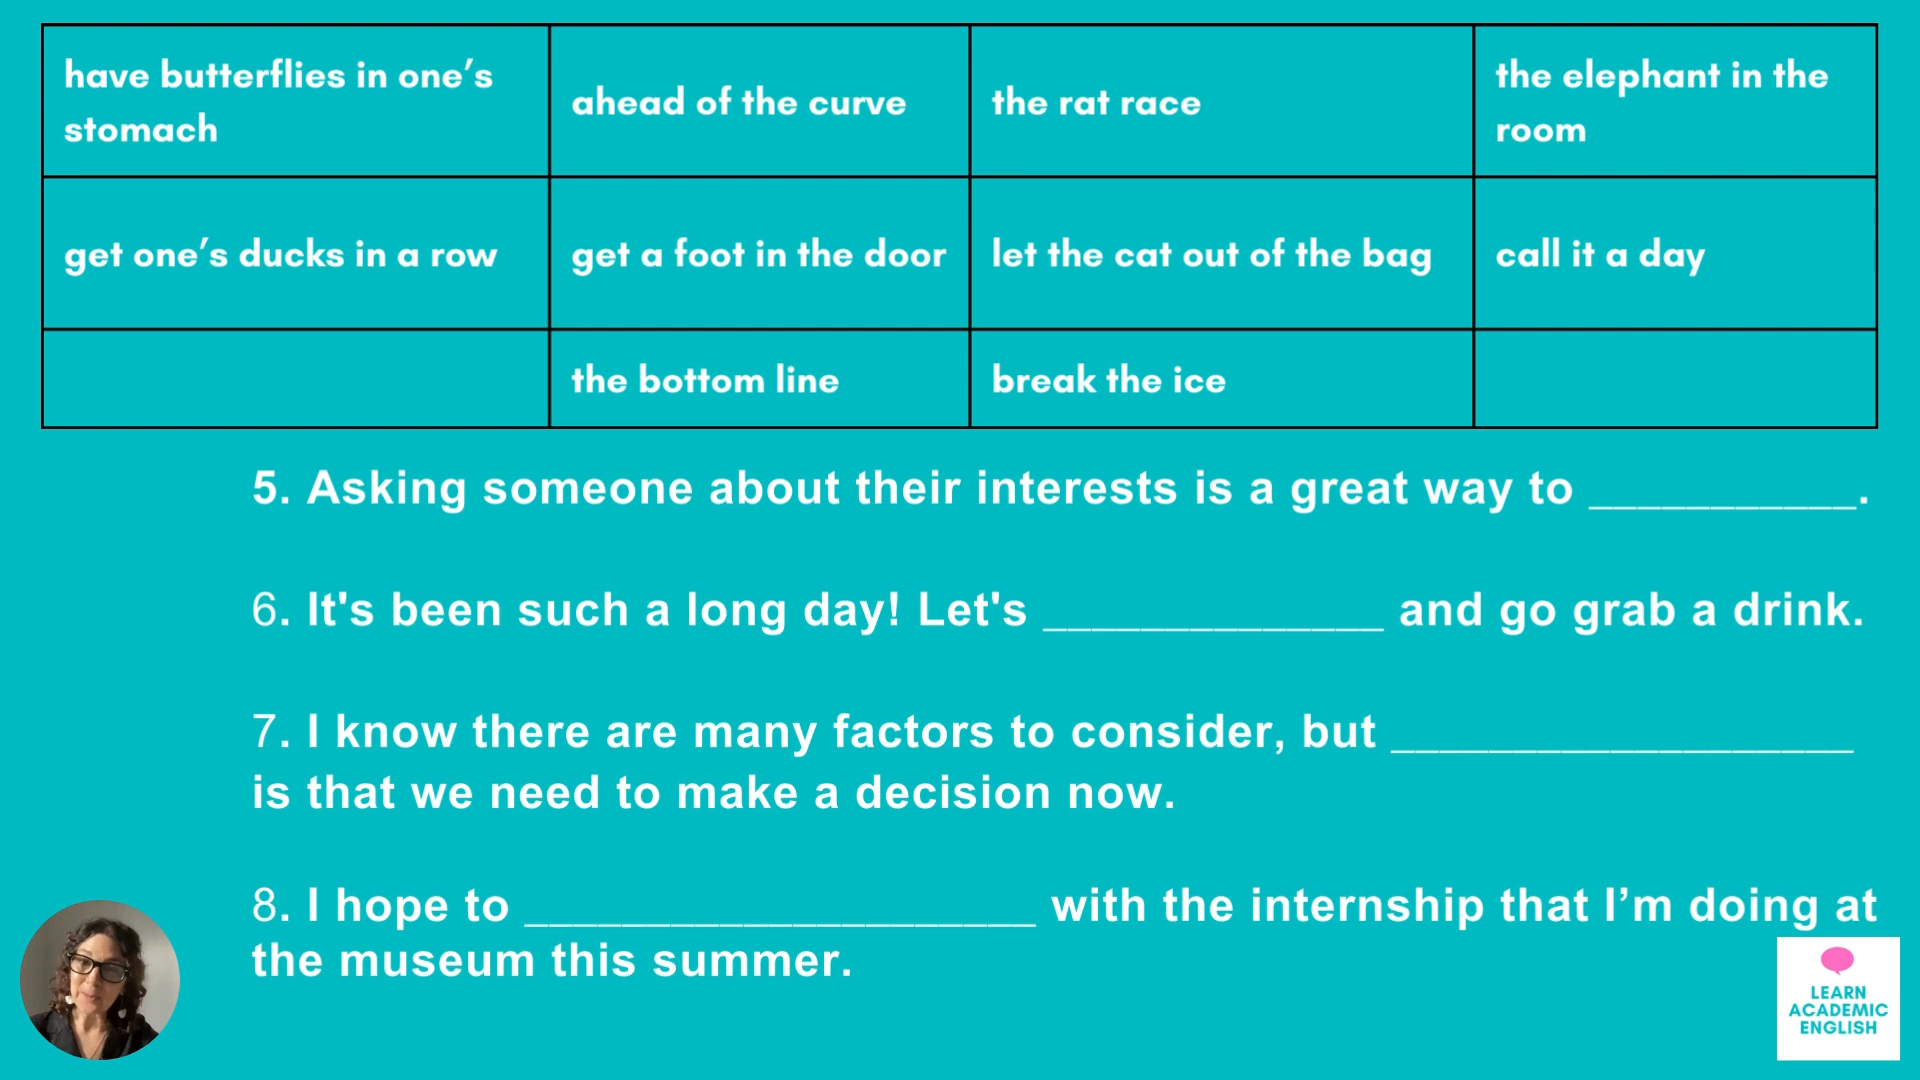 have butterflies in one’s
stomach
ahead of the curve
the rat race
the elephant in the
room
get one’s ducks in a row
get a foot in the door
let the cat out of the bag
call it a day
the bottom line
break the ice
5. Asking someone about their interests is a great way to ___________.
6. It's been such a long day! Let's ______________ and go grab a drink.
7. I know there are many factors to consider, but ___________________
is that we need to make a decision now.
8. I hope to _____________________ with the internship that I’m doing at
the museum this summer.
LEARN
ACADEMIC
ENGLISH